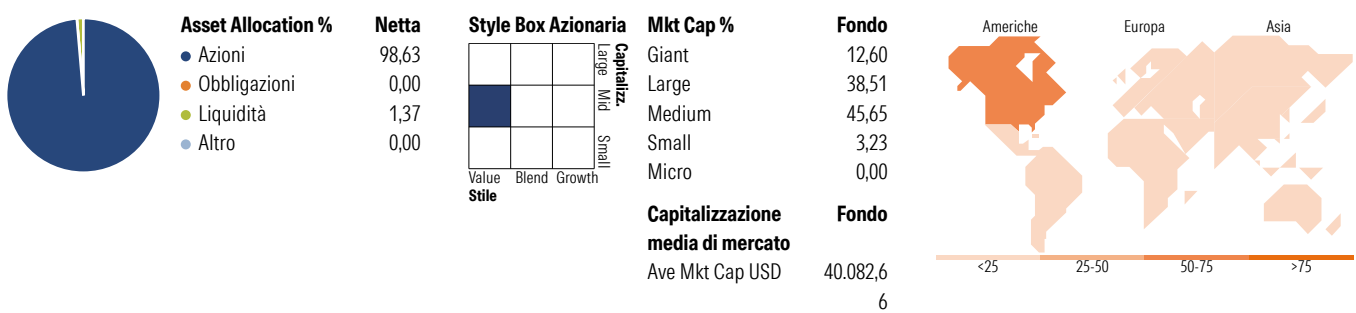 Asset Allocation % Netta
Azioni 98,63
Obbligazioni 0,00
Liquidità 1,37
Altro 0,00
Style Box Azionaria
Large
Mid
Small
Capitalizz.
Value Blend Growth
Stile
Mkt Cap % Fondo
Giant 12,60
Large 38,51
Medium 45,65
Small 3,23
Micro 0,00
Capitalizzazione Fondo
media di mercato
Ave Mkt Cap USD 40.082,6
6
Americhe Europa Asia
<25 25-50 50-75 >75